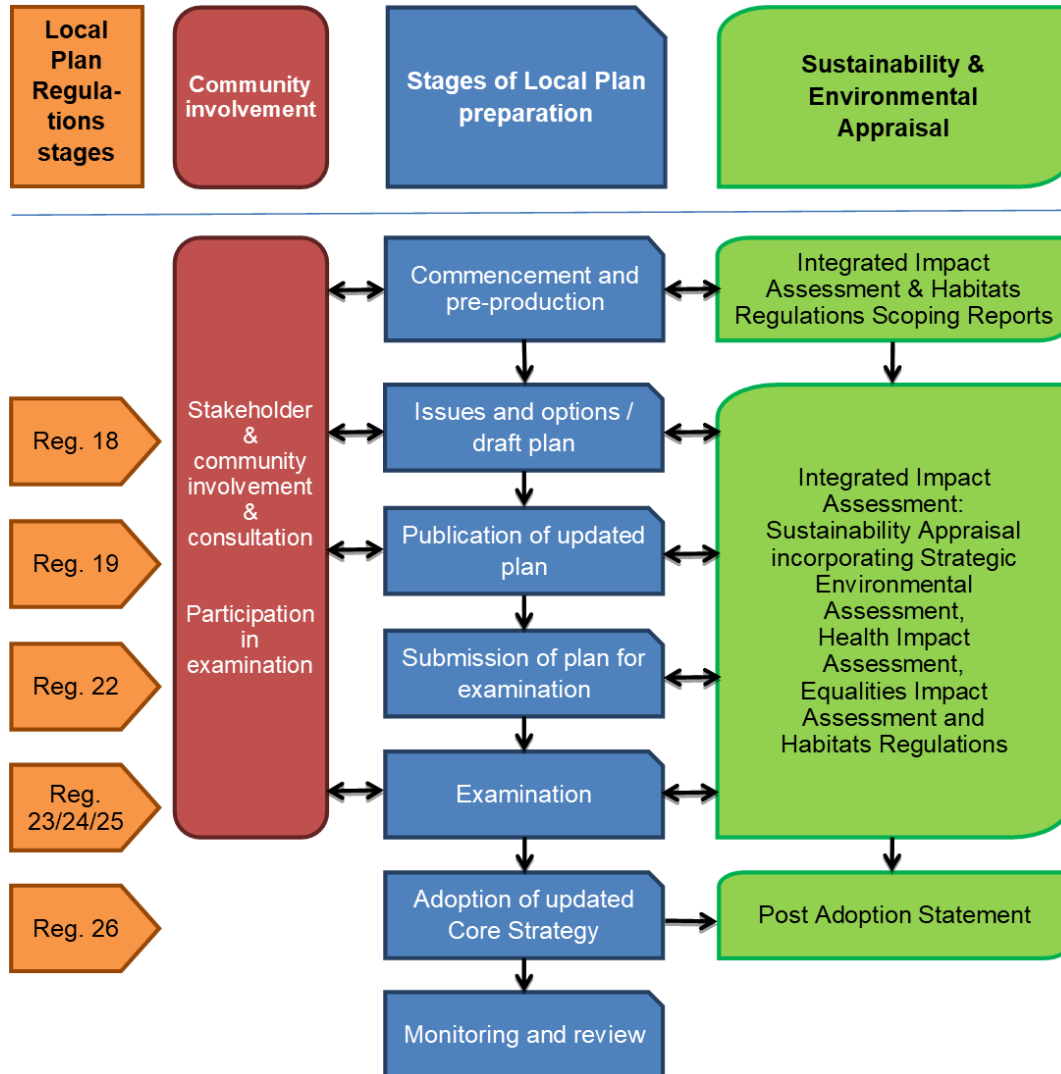 Local
Plan
Regula-
tions
stages
Community
involvement
Stages of Local Plan
preparation
Sustainability &
Environmental
Appraisal
Commencement and
pre-production
Integrated Impact
Assessment & Habitats
Regulations Scoping Reports
Stakeholder
&
community
involvement
&
consultation
Participation
in
examination
Reg. 18
Issues and options /
draft plan
Integrated Impact
Assessment:
Sustainability Appraisal
incorporating Strategic
Environmental
Assessment,
Health Impact
Assessment,
Equalities Impact
Assessment and
Habitats Regulations
Reg. 19
Publication of updated
plan
Reg. 22
Submission of plan for
examination
Reg.
23/24/25
Examination
Reg. 26
Adoption of updated
Core Strategy
Post Adoption Statement
Monitoring and review